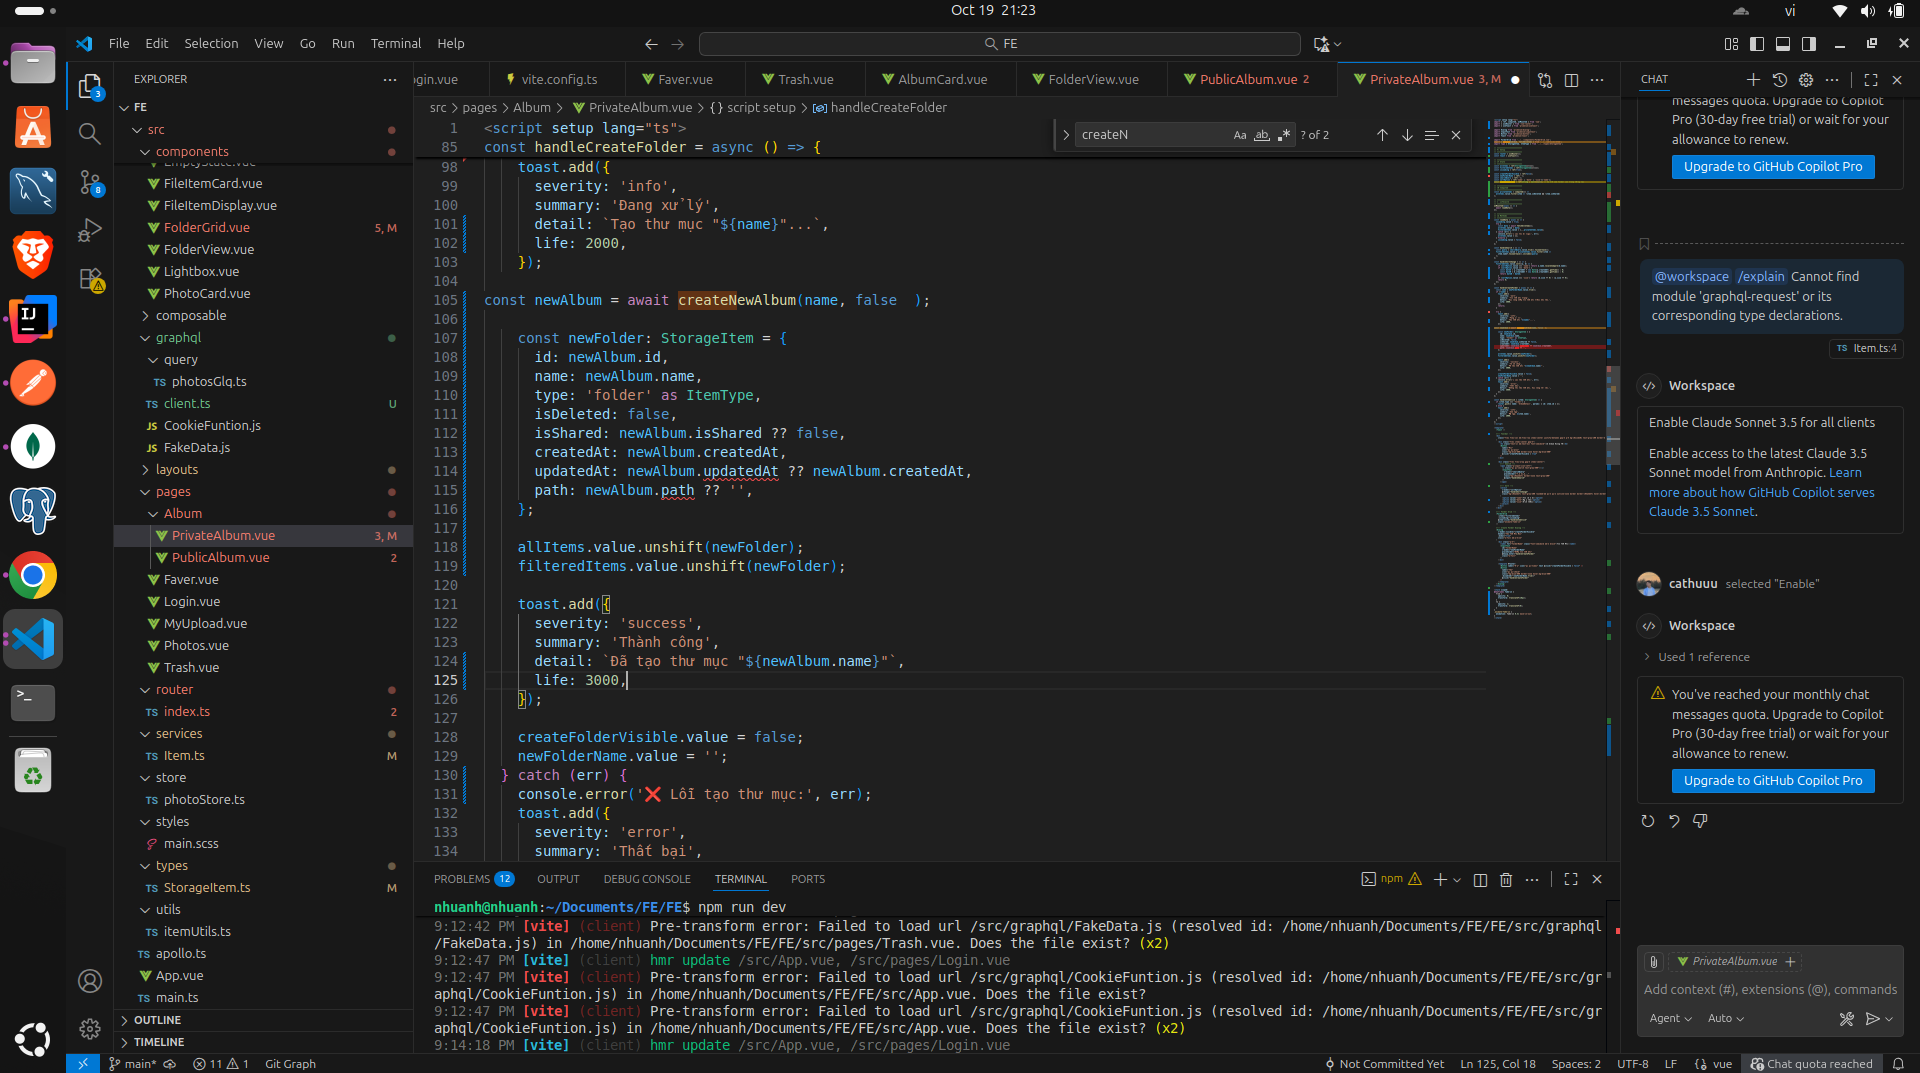 Oct 19 21:23
vi
File Edit Selection View Go Run Terminal Help
FE
EXPLORER
FE
src
components
FileItemCard.vue
FileItemDisplay.vue
FolderGrid.vue 5, M
FolderView.vue
Lightbox.vue
PhotoCard.vue
composable
graphql
query
TS photosGlq.ts
TS client.ts U
JS CookieFuntion.js
JS FakeData.js
layouts
pages
Album
PrivateAlbum.vue 3, M
PublicAlbum.vue 2
Faver.vue
Login.vue
MyUpload.vue
Photos.vue
Trash.vue
router
TS index.ts 2
services
TS Item.ts M
store
TS photoStore.ts
styles
main.scss
types
TS StorageItem.ts M
utils
TS itemUtils.ts
TS apollo.ts
App.vue
TS main.ts
OUTLINE
TIMELINE
ogin.vue vite.config.ts Faver.vue Trash.vue AlbumCard.vue FolderView.vue PublicAlbum.vue 2 PrivateAlbum.vue 3, M
src > pages > Album > PrivateAlbum.vue > {} script setup > handleCreateFolder
createN Aa ab ? of 2
1 <script setup lang="ts">
85 const handleCreateFolder = async () => {
98 toast.add({
99 severity: 'info',
100 summary: 'Đang xử lý',
101 detail: `Tạo thư mục "${name}"...`,
102 life: 2000,
103 });
104
105 const newAlbum = await createNewAlbum(name, false  );
106
107 const newFolder: StorageItem = {
108 id: newAlbum.id,
109 name: newAlbum.name,
110 type: 'folder' as ItemType,
111 isDeleted: false,
112 isShared: newAlbum.isShared ?? false,
113 createdAt: newAlbum.createdAt,
114 updatedAt: newAlbum.updatedAt ?? newAlbum.createdAt,
115 path: newAlbum.path ?? '',
116 };
117
118 allItems.value.unshift(newFolder);
119 filteredItems.value.unshift(newFolder);
120
121 toast.add({
122 severity: 'success',
123 summary: 'Thành công',
124 detail: `Đã tạo thư mục "${newAlbum.name}"`,
125 life: 3000,
126 });
127
128 createFolderVisible.value = false;
129 newFolderName.value = '';
130 } catch (err) {
131 console.error('❌ Lỗi tạo thư mục:', err);
132 toast.add({
133 severity: 'error',
134 summary: 'Thất bại',
PROBLEMS 12 OUTPUT DEBUG CONSOLE TERMINAL PORTS
npm
nhuanh@nhuanh:~/Documents/FE/FE$ npm run dev
9:12:42 PM [vite] (client) Pre-transform error: Failed to load url /src/graphql/FakeData.js (resolved id: /home/nhuanh/Documents/FE/FE/src/graphql
/FakeData.js) in /home/nhuanh/Documents/FE/FE/src/pages/Trash.vue. Does the file exist? (x2)
9:12:47 PM [vite] (client) hmr update /src/App.vue, /src/pages/Login.vue
9:12:47 PM [vite] (client) Pre-transform error: Failed to load url /src/graphql/CookieFuntion.js (resolved id: /home/nhuanh/Documents/FE/FE/src/gr
aphql/CookieFuntion.js) in /home/nhuanh/Documents/FE/FE/src/App.vue. Does the file exist?
9:12:47 PM [vite] (client) Pre-transform error: Failed to load url /src/graphql/CookieFuntion.js (resolved id: /home/nhuanh/Documents/FE/FE/src/gr
aphql/CookieFuntion.js) in /home/nhuanh/Documents/FE/FE/src/App.vue. Does the file exist? (x2)
9:14:18 PM [vite] (client) hmr update /src/App.vue, /src/pages/Login.vue
CHAT
messages quota. Upgrade to Copilot
Pro (30-day free trial) or wait for your
allowance to renew.
Upgrade to GitHub Copilot Pro
@workspace /explain Cannot find
module 'graphql-request' or its
corresponding type declarations.
TS Item.ts:4
Workspace
Enable Claude Sonnet 3.5 for all clients
Enable access to the latest Claude 3.5
Sonnet model from Anthropic. Learn
more about how GitHub Copilot serves
Claude 3.5 Sonnet.
cathuuu selected "Enable"
Workspace
Used 1 reference
You've reached your monthly chat
messages quota. Upgrade to Copilot
Pro (30-day free trial) or wait for your
allowance to renew.
Upgrade to GitHub Copilot Pro
PrivateAlbum.vue
Add context (#), extensions (@), commands
Agent Auto
main* 11 1 Git Graph
Not Committed Yet Ln 125, Col 18 Spaces: 2 UTF-8 LF {} vue Chat quota reached